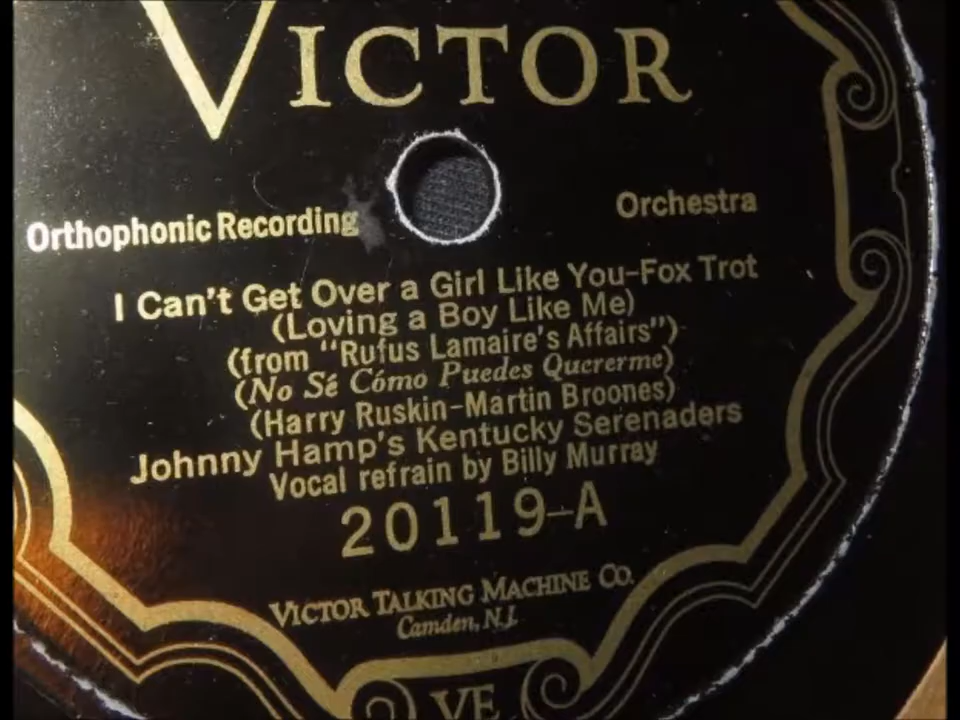 VICTOR
Orthophonic Recording
Orchestra
I Can't Get Over a Girl Like You-Fox Trot
(Loving a Boy Like Me)
(from "Rufus Lamaire's Affairs")
(No Sé Cómo Puedes Quererme)
(Harry Ruskin-Martin Broones)
Johnny Hamp's Kentucky Serenaders
Vocal refrain by Billy Murray
20119-A
VICTOR TALKING MACHINE CO.
Camden, N.J.
VE